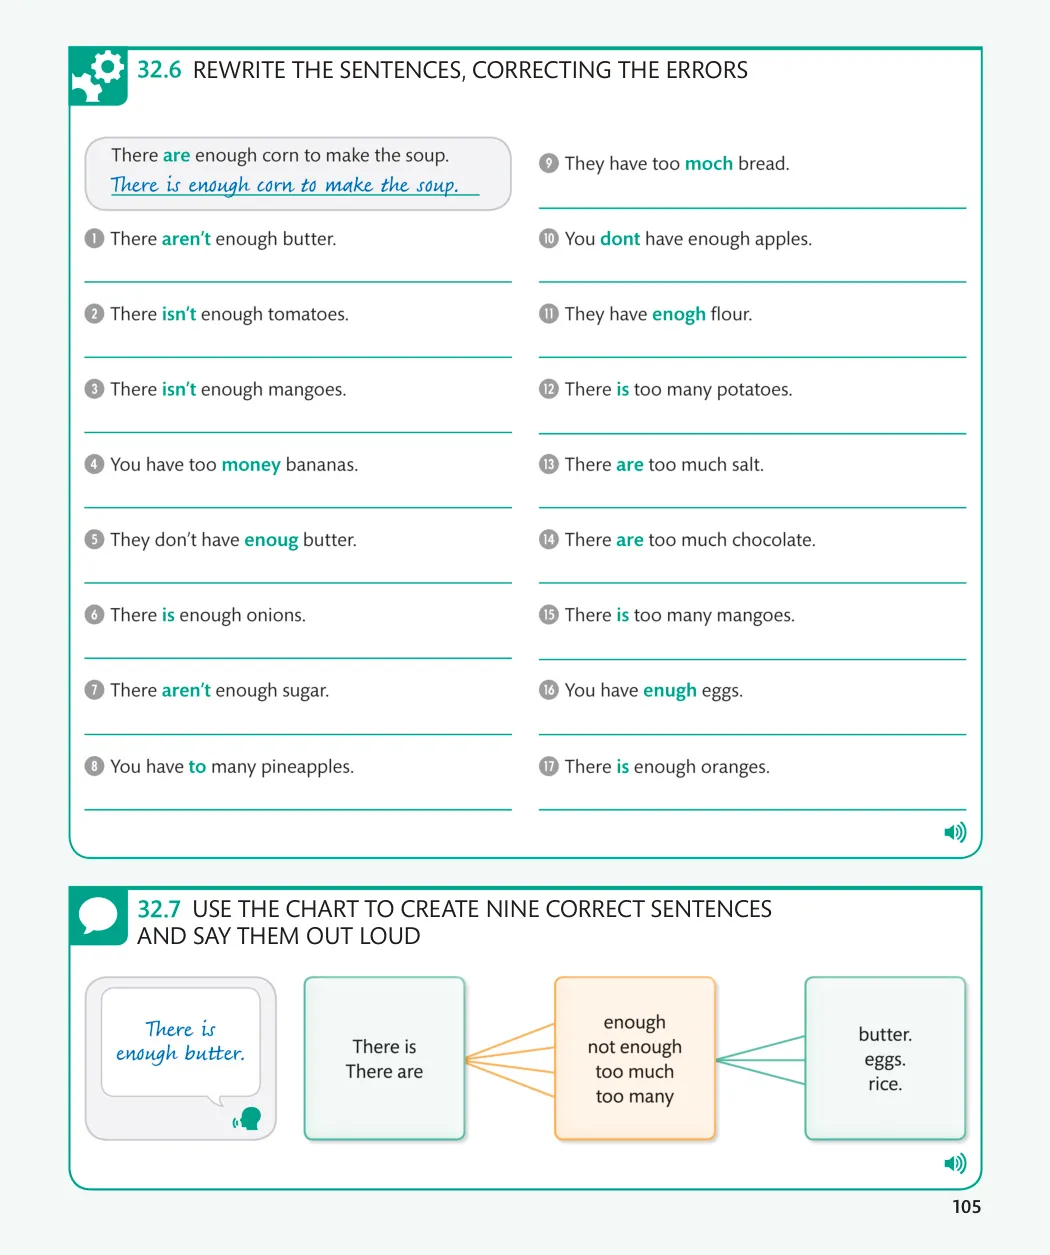 32.6 REWRITE THE SENTENCES, CORRECTING THE ERRORS
There are enough corn to make the soup.
There is enough corn to make the soup.
1 There aren’t enough butter.
2 There isn’t enough tomatoes.
3 There isn’t enough mangoes.
4 You have too money bananas.
5 They don’t have enoug butter.
6 There is enough onions.
7 There aren’t enough sugar.
8 You have to many pineapples.
9 They have too moch bread.
10 You dont have enough apples.
11 They have enogh flour.
12 There is too many potatoes.
13 There are too much salt.
14 There are too much chocolate.
15 There is too many mangoes.
16 You have enugh eggs.
17 There is enough oranges.
32.7 USE THE CHART TO CREATE NINE CORRECT SENTENCES
AND SAY THEM OUT LOUD
There is
enough butter.
There is
There are
enough
not enough
too much
too many
butter.
eggs.
rice.
105